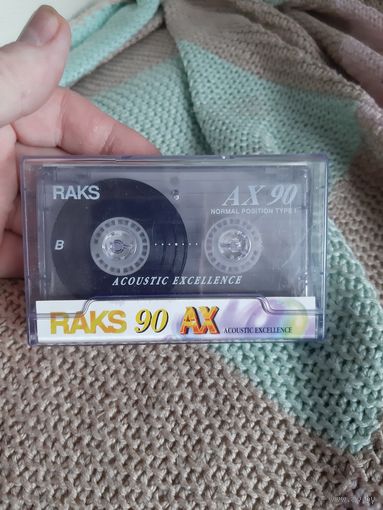 RAKS
AX 90
NORMAL POSITION TYPE I
B
ACOUSTIC EXCELLENCE
RAKS 90 AX ACOUSTIC EXCELLENCE